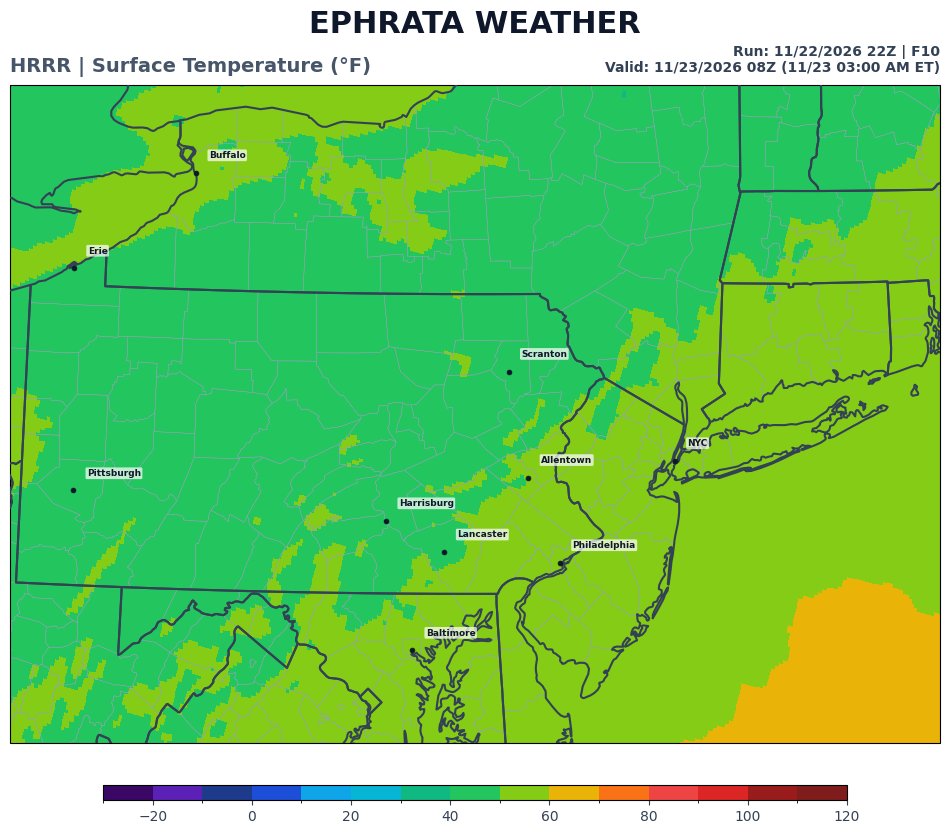 EPHRATA WEATHER
HRRR | Surface Temperature (°F)
Run: 11/22/2026 22Z | F10
Valid: 11/23/2026 08Z (11/23 03:00 AM ET)
Buffalo
Erie
Scranton
NYC
Allentown
Pittsburgh
Harrisburg
Lancaster
Philadelphia
Baltimore
−20 0 20 40 60 80 100 120